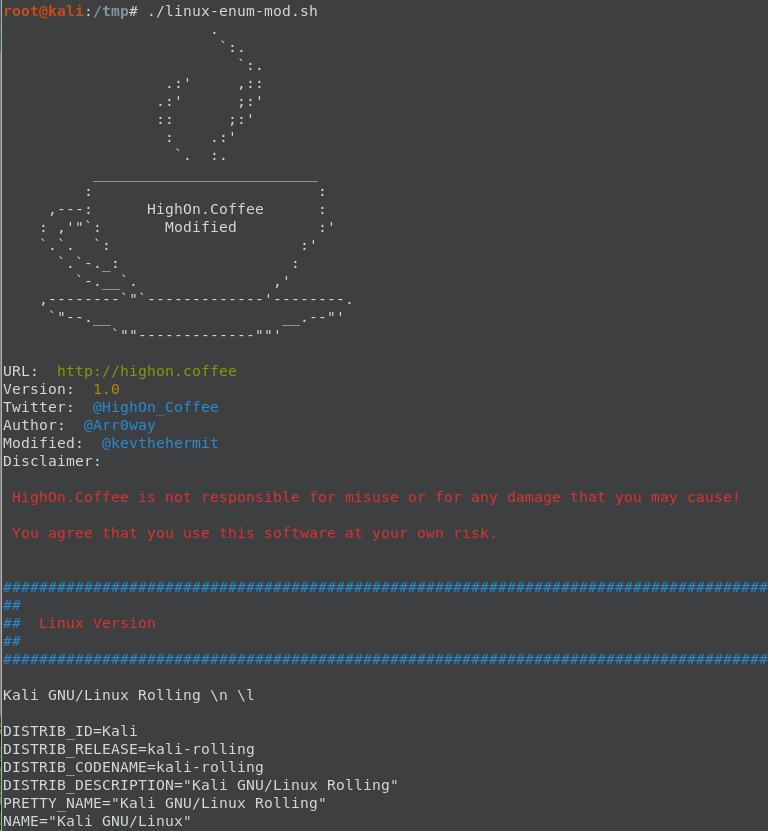 root@kali:/tmp# ./linux-enum-mod.sh
                       .
                        `:.
                          `:.
                  .:'     ,::
                 .:'      ;:'
                 ::      ;:'
                  :    .:'
                   `.  :.
          _________________________
         :                         :
     ,---:      HighOn.Coffee      :
    : ,'"`:       Modified         :'
    `.`.  `:                     :'
      `.`-._:                   :
        `-.__`.               ,'
    ,--------`"`-------------'--------.
     `"--.__                   __.--"'
            `""-------------""'
URL:  http://highon.coffee
Version:  1.0
Twitter:  @HighOn_Coffee
Author:  @Arr0way
Modified:  @kevthehermit
Disclaimer:
 HighOn.Coffee is not responsible for misuse or for any damage that you may cause!
 You agree that you use this software at your own risk.
#####################################################################################
##
##  Linux Version
##
#####################################################################################
Kali GNU/Linux Rolling \n \l
DISTRIB_ID=Kali
DISTRIB_RELEASE=kali-rolling
DISTRIB_CODENAME=kali-rolling
DISTRIB_DESCRIPTION="Kali GNU/Linux Rolling"
PRETTY_NAME="Kali GNU/Linux Rolling"
NAME="Kali GNU/Linux"